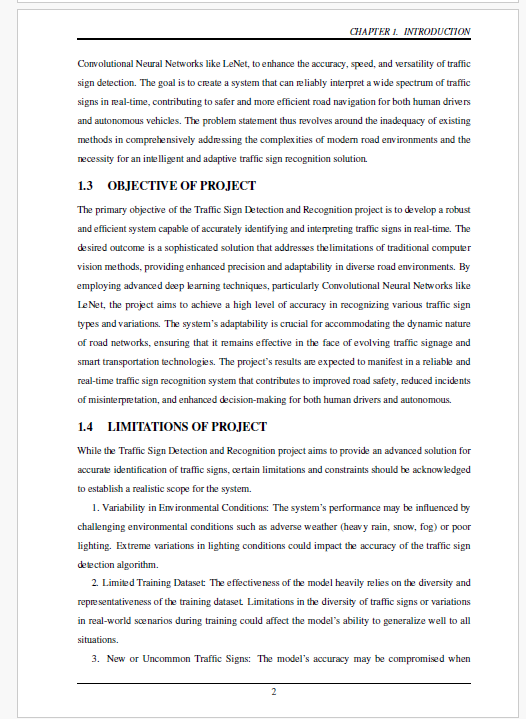 CHAPTER 1. INTRODUCTION
Convolutional Neural Networks like LeNet, to enhance the accuracy, speed, and versatility of traffic
sign detection. The goal is to create a system that can reliably interpret a wide spectrum of traffic
signs in real-time, contributing to safer and more efficient road navigation for both human drivers
and autonomous vehicles. The problem statement thus revolves around the inadequacy of existing
methods in comprehensively addressing the complexities of modern road environments and the
necessity for an intelligent and adaptive traffic sign recognition solution.
1.3 OBJECTIVE OF PROJECT
The primary objective of the Traffic Sign Detection and Recognition project is to develop a robust
and efficient system capable of accurately identifying and interpreting traffic signs in real-time. The
desired outcome is a sophisticated solution that addresses thelimitations of traditional computer
vision methods, providing enhanced precision and adaptability in diverse road environments. By
employing advanced deep learning techniques, particularly Convolutional Neural Networks like
LeNet, the project aims to achieve a high level of accuracy in recognizing various traffic sign
types and variations. The system's adaptability is crucial for accommodating the dynamic nature
of road networks, ensuring that it remains effective in the face of evolving traffic signage and
smart transportation technologies. The project's results are expected to manifest in a reliable and
real-time traffic sign recognition system that contributes to improved road safety, reduced incidents
of misinterpretation, and enhanced decision-making for both human drivers and autonomous.
1.4 LIMITATIONS OF PROJECT
While the Traffic Sign Detection and Recognition project aims to provide an advanced solution for
accurate identification of traffic signs, certain limitations and constraints should be acknowledged
to establish a realistic scope for the system.
1. Variability in Environmental Conditions: The system's performance may be influenced by
challenging environmental conditions such as adverse weather (heavy rain, snow, fog) or poor
lighting. Extreme variations in lighting conditions could impact the accuracy of the traffic sign
detection algorithm.
2. Limited Training Dataset: The effectiveness of the model heavily relies on the diversity and
representativeness of the training dataset. Limitations in the diversity of traffic signs or variations
in real-world scenarios during training could affect the model's ability to generalize well to all
situations.
3. New or Uncommon Traffic Signs: The model's accuracy may be compromised when
2